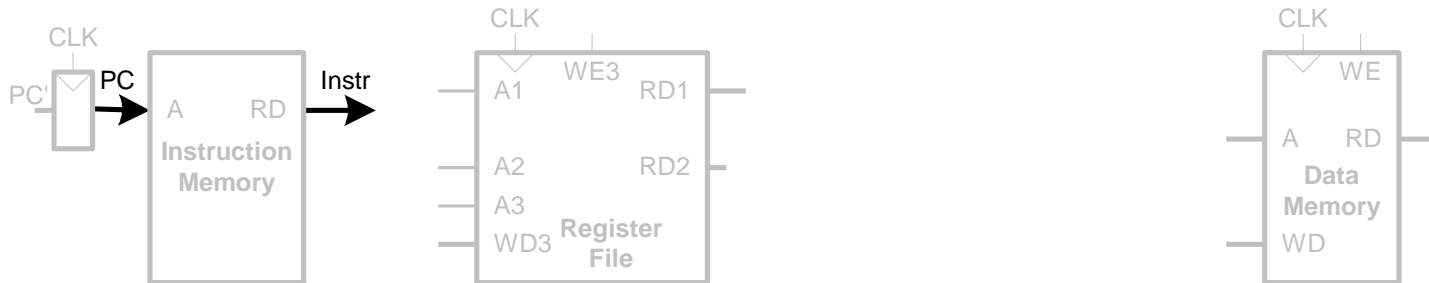 CLK
PC'
PC
A
RD
Instruction
Memory
Instr
CLK
WE3
A1
RD1
A2
RD2
A3
WD3
Register
File
CLK
WE
A
RD
Data
Memory
WD